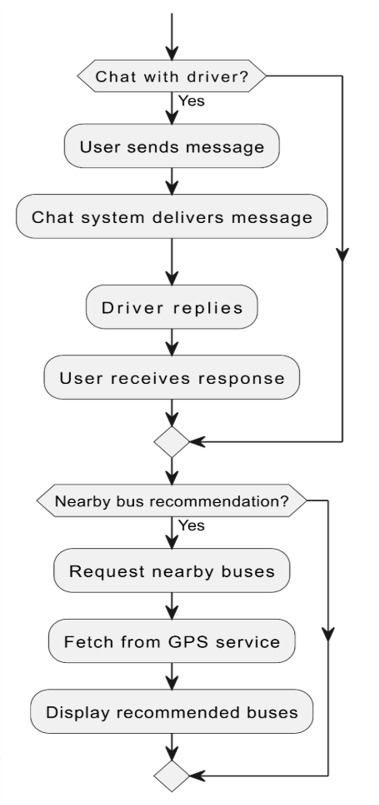 Chat with driver?
Yes
User sends message
Chat system delivers message
Driver replies
User receives response
Nearby bus recommendation?
Yes
Request nearby buses
Fetch from GPS service
Display recommended buses